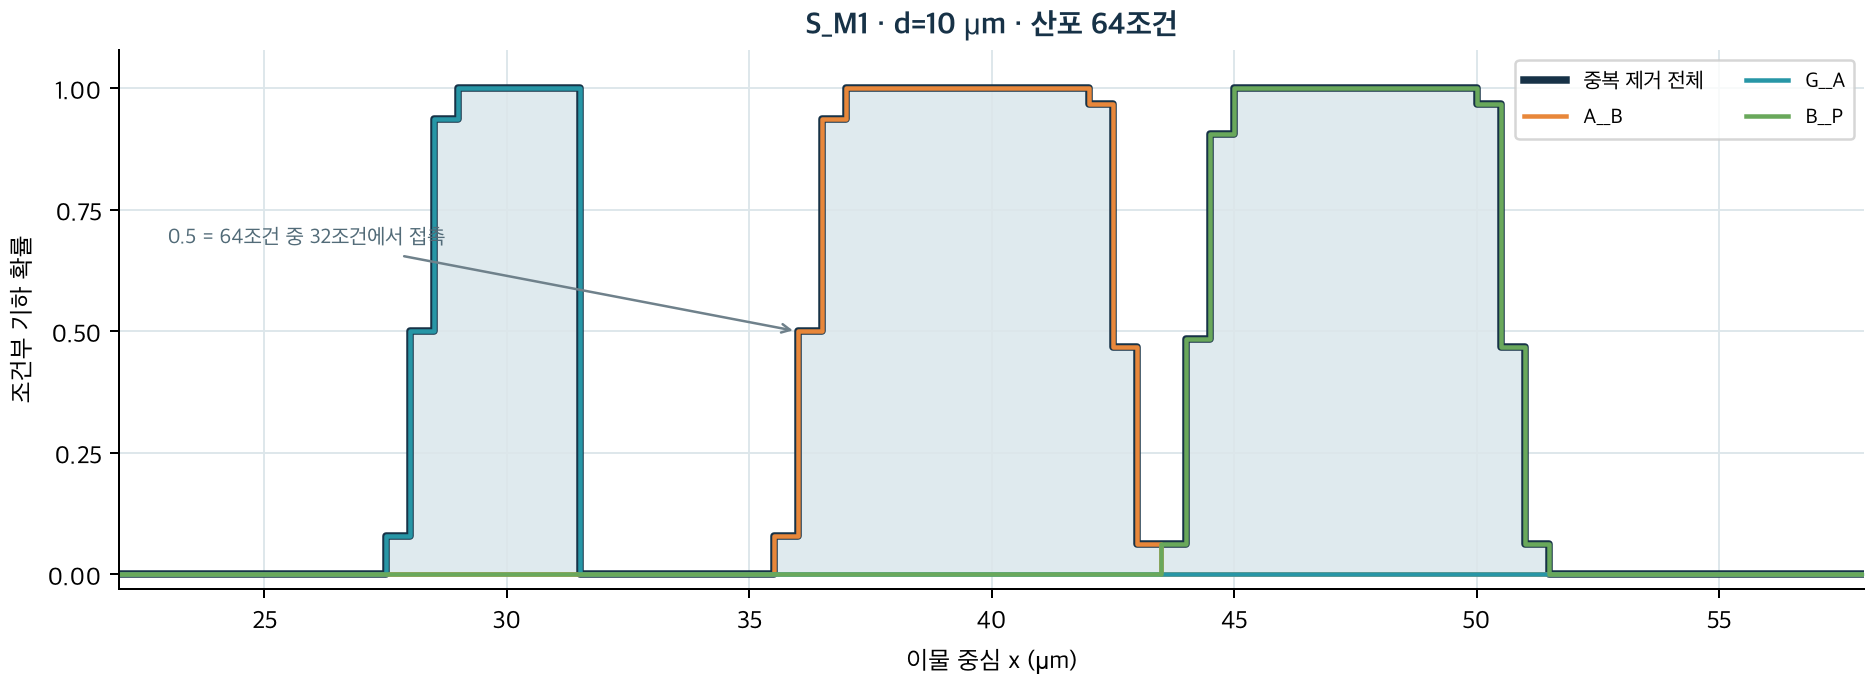 S_M1 · d=10 µm · 산포 64조건
중복 제거 전체
G__A
A__B
B__P
0.5 = 64조건 중 32조건에서 접촉
조건부 기하 확률
1.00
0.75
0.50
0.25
0.00
25 30 35 40 45 50 55
이물 중심 x (µm)